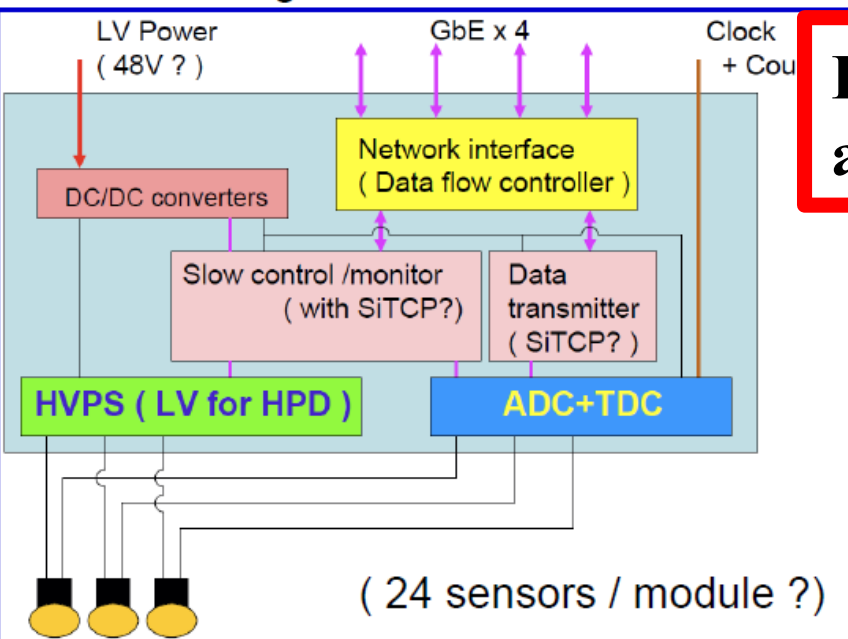 LV Power
( 48V ? )
GbE x 4
Clock
+ Cou
Network interface
( Data flow controller )
DC/DC converters
Slow control /monitor
( with SiTCP?)
Data
transmitter
( SiTCP? )
HVPS ( LV for HPD )
ADC+TDC
( 24 sensors / module ?)